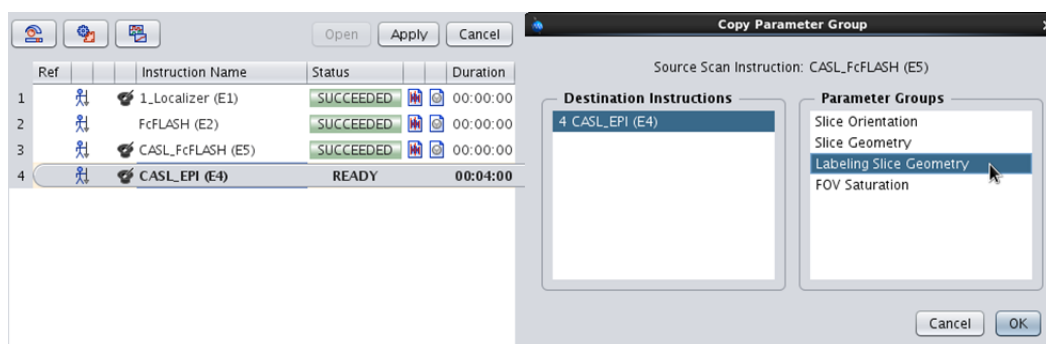 Open Apply Cancel
Ref Instruction Name Status Duration
1 1_Localizer (E1) SUCCEEDED 00:00:00
2 FcFLASH (E2) SUCCEEDED 00:00:00
3 CASL_FcFLASH (E5) SUCCEEDED 00:00:00
4 CASL_EPI (E4) READY 00:04:00
Copy Parameter Group
Source Scan Instruction: CASL_FcFLASH (E5)
Destination Instructions
4 CASL_EPI (E4)
Parameter Groups
Slice Orientation
Slice Geometry
Labeling Slice Geometry
FOV Saturation
Cancel OK